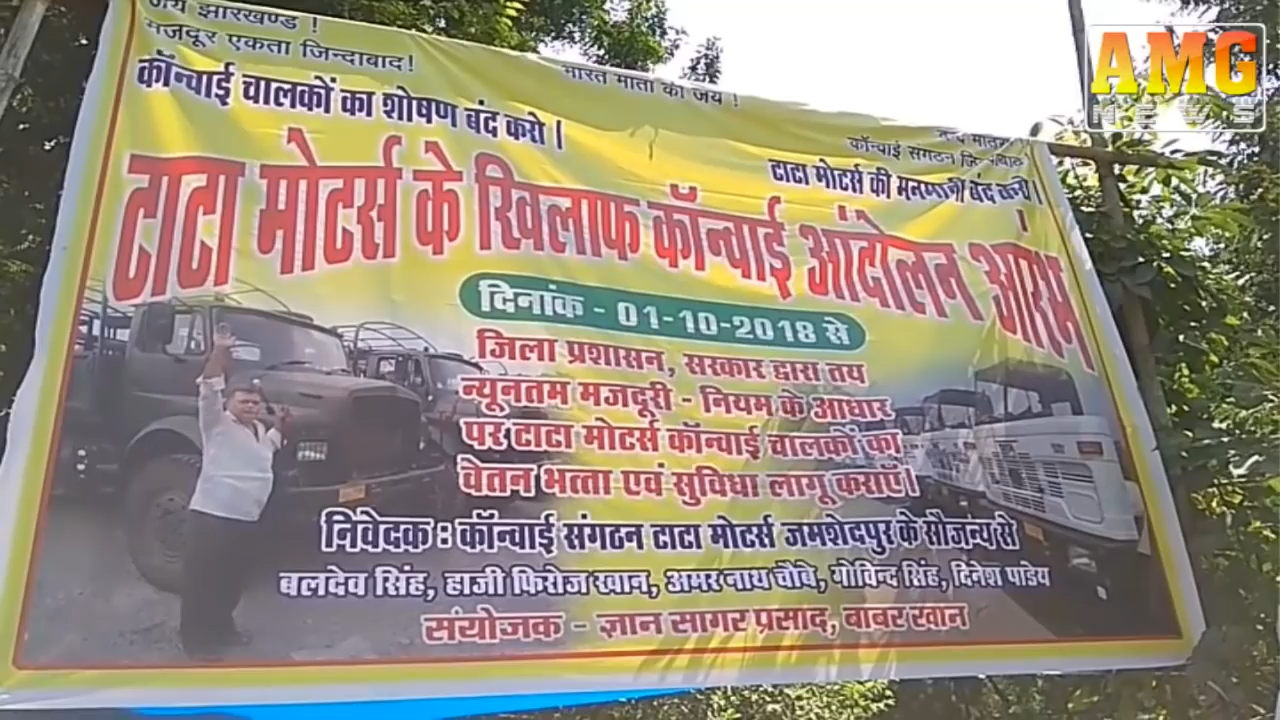 जय झारखण्ड !
मजदूर एकता जिन्दाबाद!
भारत माता की जय !
कॉन्वाई चालकों का शोषण बंद करो।
कॉन्वाई संगठन
टाटा मोटर्स की मनमानी बंद करो।
टाटा मोटर्स के खिलाफ कॉन्वाई आंदोलन आरंभ
दिनांक - 01-10-2018 से
जिला प्रशासन, सरकार द्वारा तय
न्यूनतम मजदूरी - नियम के आधार
पर टाटा मोटर्स कॉन्वाई चालकों का
वेतन भत्ता एवं सुविधा लागू कराएँ।
निवेदक : कॉन्वाई संगठन टाटा मोटर्स जमशेदपुर के सौजन्य से
बलदेव सिंह, हाजी फिरोज खान, अमर नाथ चौबे, गोविन्द सिंह, दिनेश पांडेय
संयोजक - ज्ञान सागर प्रसाद, बाबर खान
AMG
NEWS